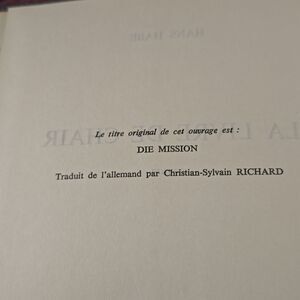 Le titre original de cet ouvrage est :
DIE MISSION
Traduit de l'allemand par Christian-Sylvain RICHARD